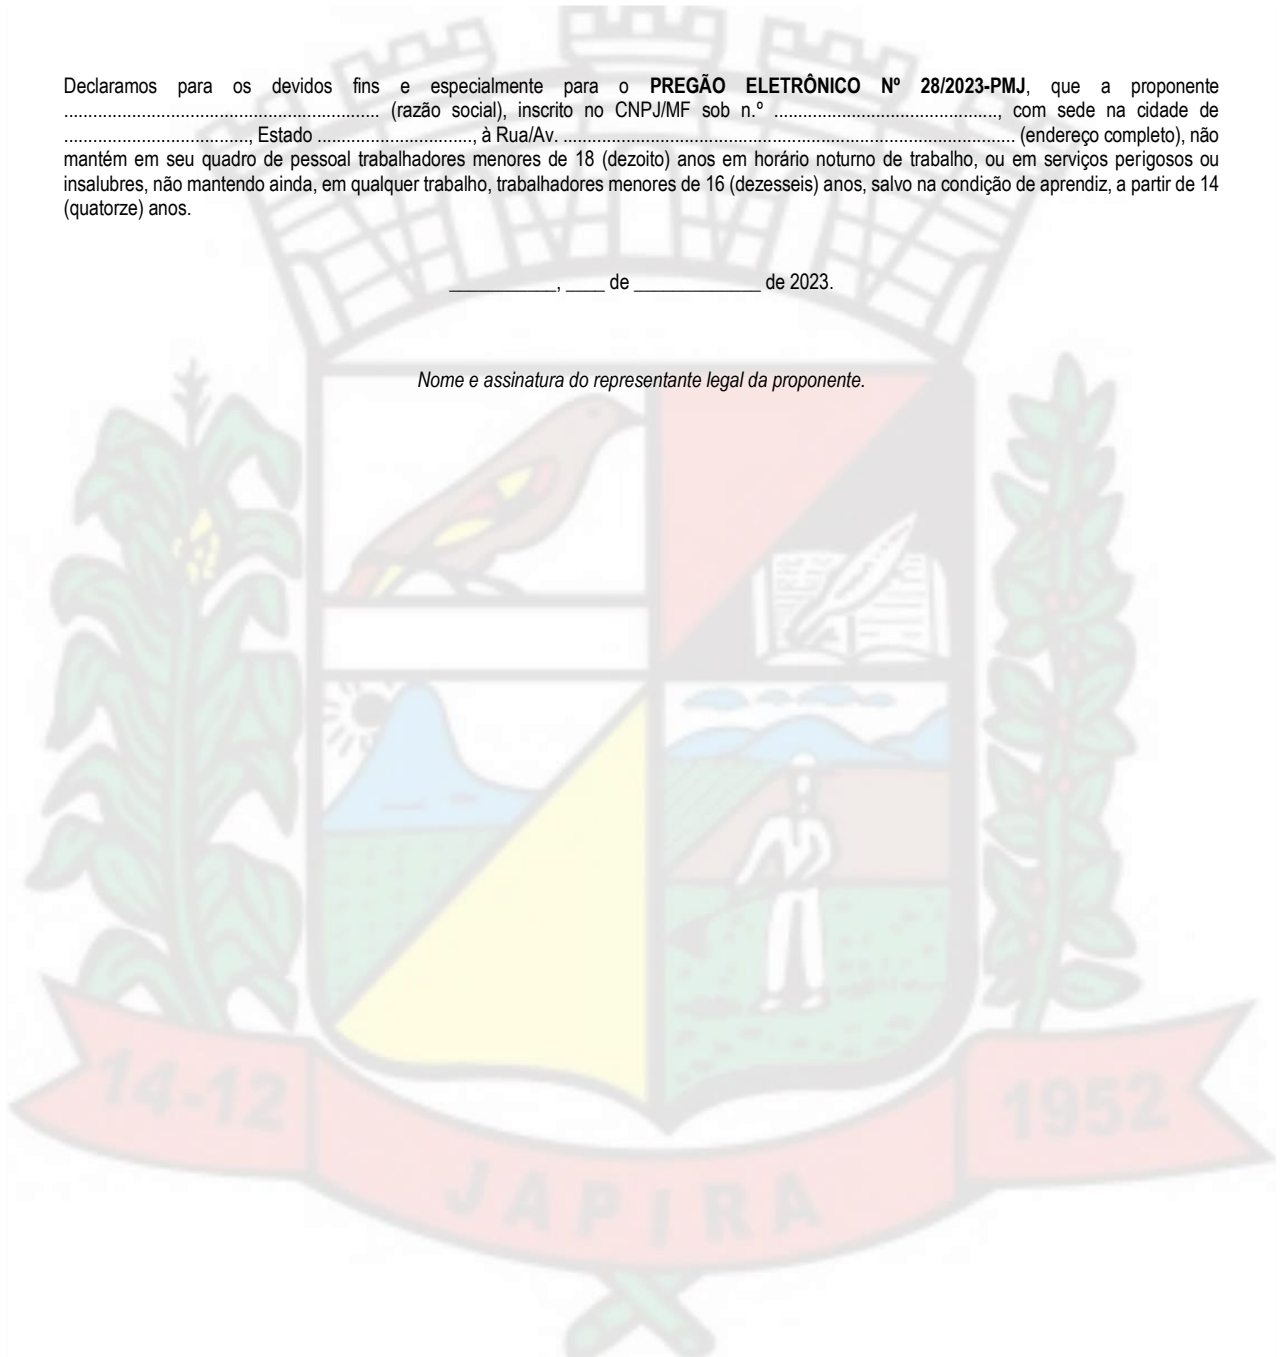 Declaramos para os devidos fins e especialmente para o PREGÃO ELETRÔNICO Nº 28/2023-PMJ, que a proponente
................................................................. (razão social), inscrito no CNPJ/MF sob n.º .............................................., com sede na cidade de
......................................, Estado ................................, à Rua/Av. ............................................................................................. (endereço completo), não
mantém em seu quadro de pessoal trabalhadores menores de 18 (dezoito) anos em horário noturno de trabalho, ou em serviços perigosos ou
insalubres, não mantendo ainda, em qualquer trabalho, trabalhadores menores de 16 (dezesseis) anos, salvo na condição de aprendiz, a partir de 14
(quatorze) anos.
___________, ____ de _____________ de 2023.
Nome e assinatura do representante legal da proponente.
14-12
1952
JAPIRA